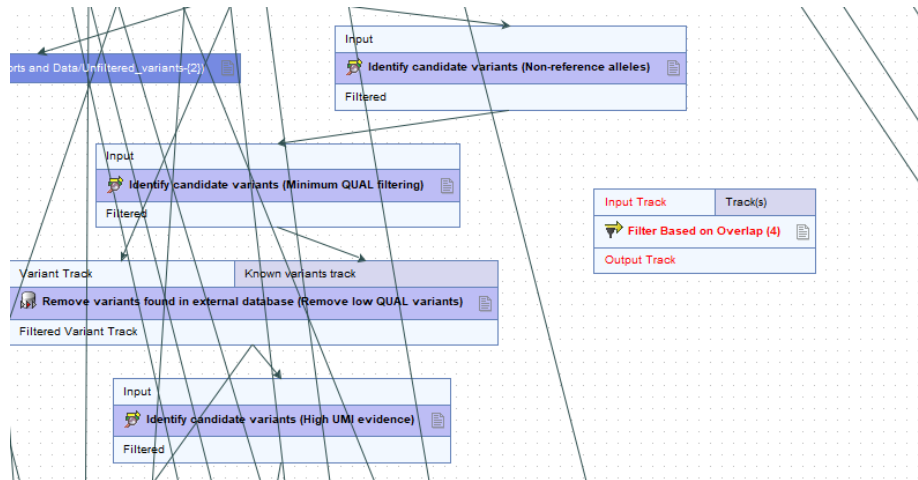 Input
Identify candidate variants (Non-reference alleles)
Filtered
orts and Data/Unfiltered_variants-{2})
Input
Identify candidate variants (Minimum QUAL filtering)
Filtered
Input Track
Track(s)
Filter Based on Overlap (4)
Output Track
Variant Track
Known variants track
Remove variants found in external database (Remove low QUAL variants)
Filtered Variant Track
Input
Identify candidate variants (High UMI evidence)
Filtered